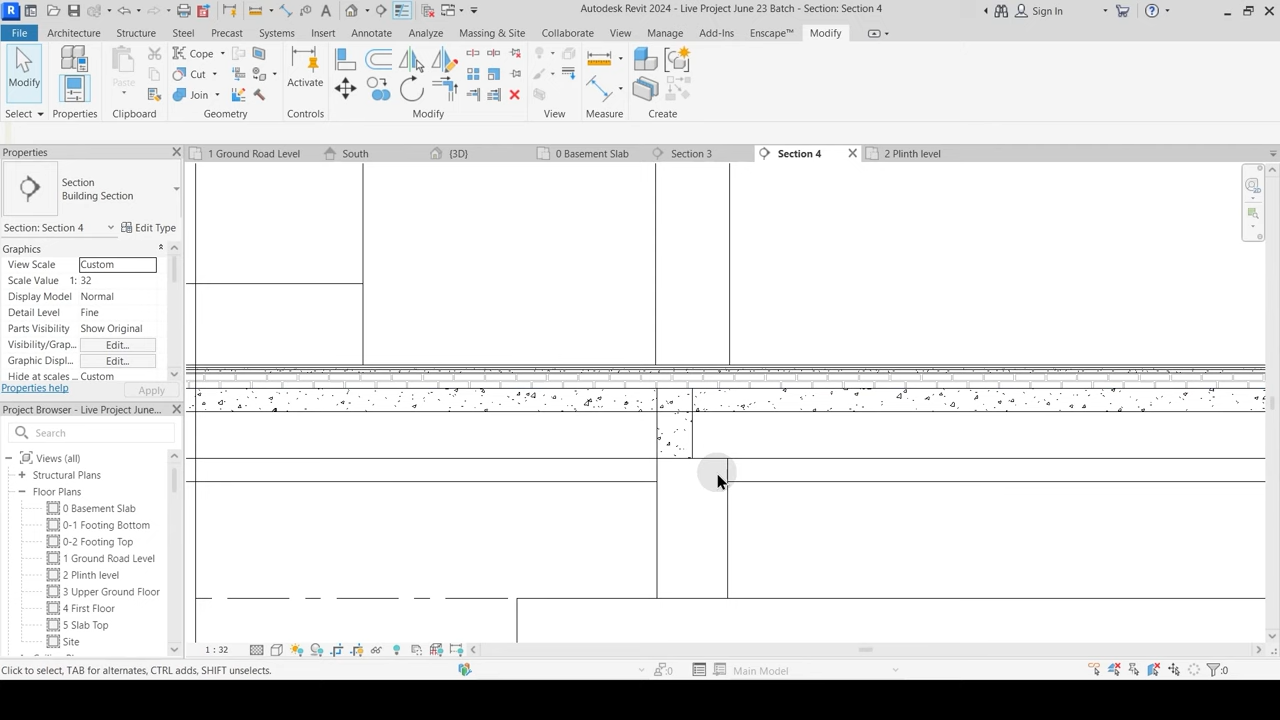 Autodesk Revit 2024 - Live Project June 23 Batch - Section: Section 4
Sign In
File Architecture Structure Steel Precast Systems Insert Annotate Analyze Massing & Site Collaborate View Manage Add-Ins Enscape™ Modify
Modify Paste Cope Cut Join Activate
Select Properties Clipboard Geometry Controls Modify View Measure Create
Properties
1 Ground Road Level South {3D} 0 Basement Slab Section 3 Section 4 2 Plinth level
Section
Building Section
Section: Section 4 Edit Type
Graphics
View Scale Custom
Scale Value 1: 32
Display Model Normal
Detail Level Fine
Parts Visibility Show Original
Visibility/Grap... Edit...
Graphic Displ... Edit...
Hide at scales ... Custom
Properties help Apply
Project Browser - Live Project June...
Search
Views (all)
Structural Plans
Floor Plans
0 Basement Slab
0-1 Footing Bottom
0-2 Footing Top
1 Ground Road Level
2 Plinth level
3 Upper Ground Floor
4 First Floor
5 Slab Top
Site
1 : 32
Click to select, TAB for alternates, CTRL adds, SHIFT unselects.
:0
Main Model
:0